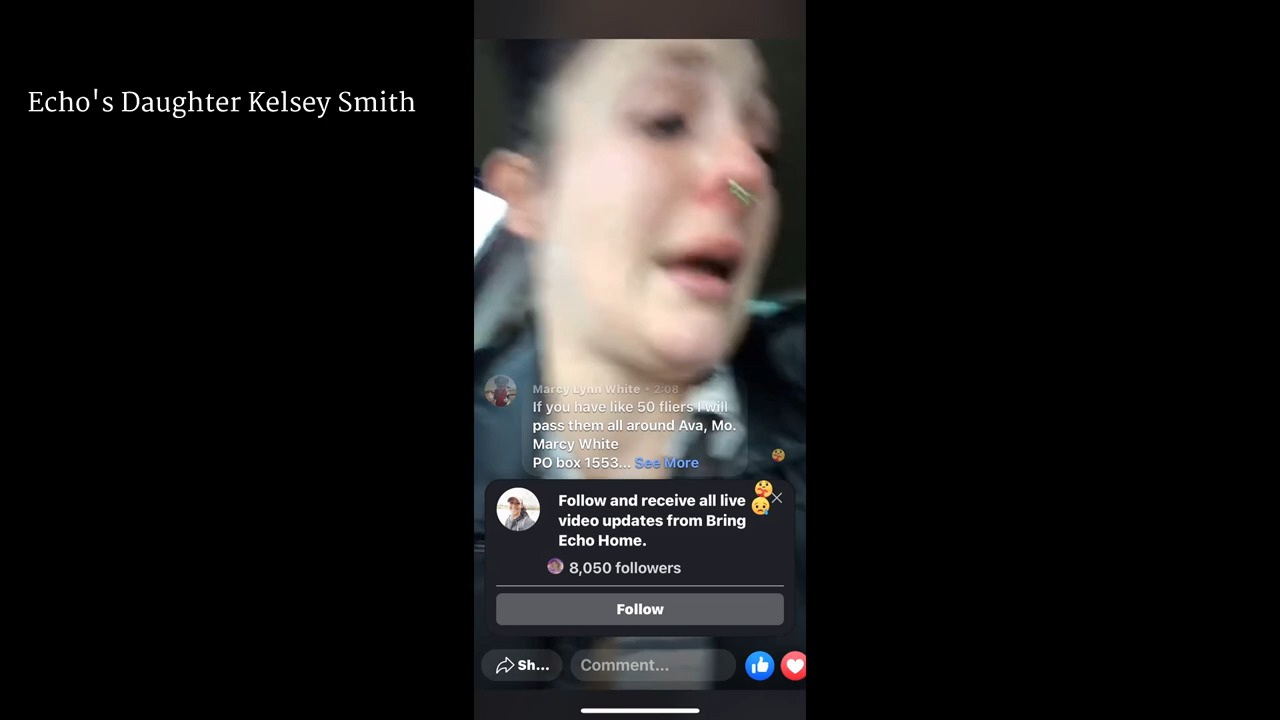 Echo's Daughter Kelsey Smith
Marcy Lynn White • 2:08
If you have like 50 fliers I will
pass them all around Ava, Mo.
Marcy White
PO box 1553... See More
Follow and receive all live
video updates from Bring
Echo Home.
8,050 followers
Follow
Sh...
Comment...